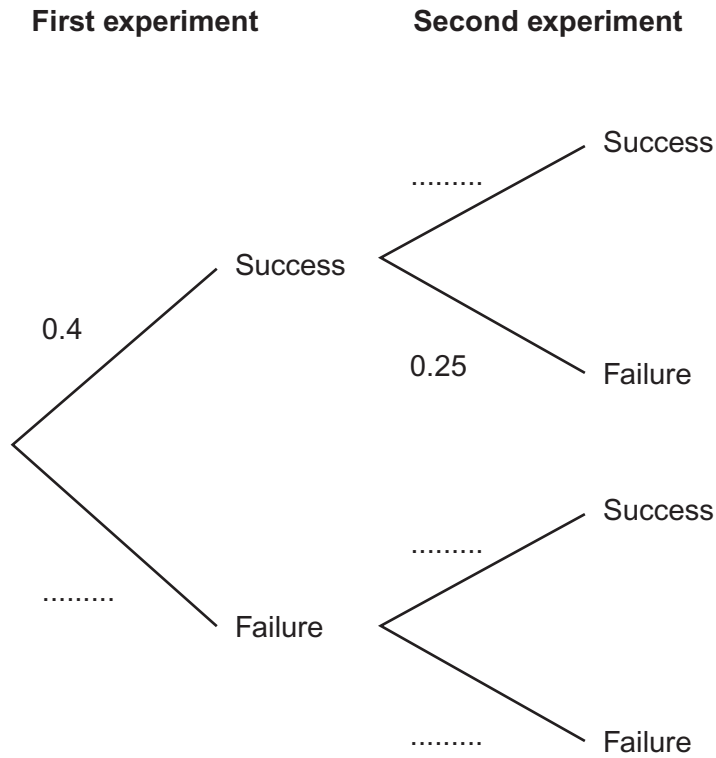 First experiment
Second experiment
Success
.........
Success
0.4
0.25
Failure
Success
.........
.........
Failure
.........
Failure